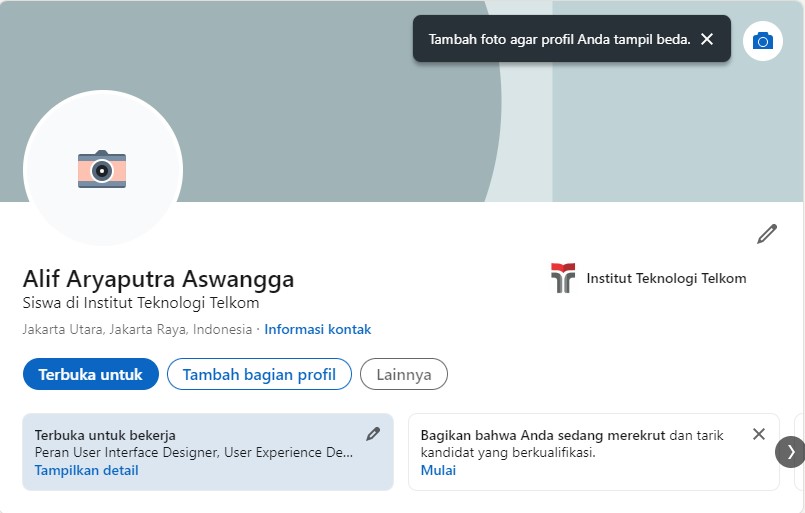 Tambah foto agar profil Anda tampil beda.
Alif Aryaputra Aswangga
Institut Teknologi Telkom
Siswa di Institut Teknologi Telkom
Jakarta Utara, Jakarta Raya, Indonesia · Informasi kontak
Terbuka untuk
Tambah bagian profil
Lainnya
Terbuka untuk bekerja
Peran User Interface Designer, User Experience De...
Tampilkan detail
Bagikan bahwa Anda sedang merekrut dan tarik
kandidat yang berkualifikasi.
Mulai